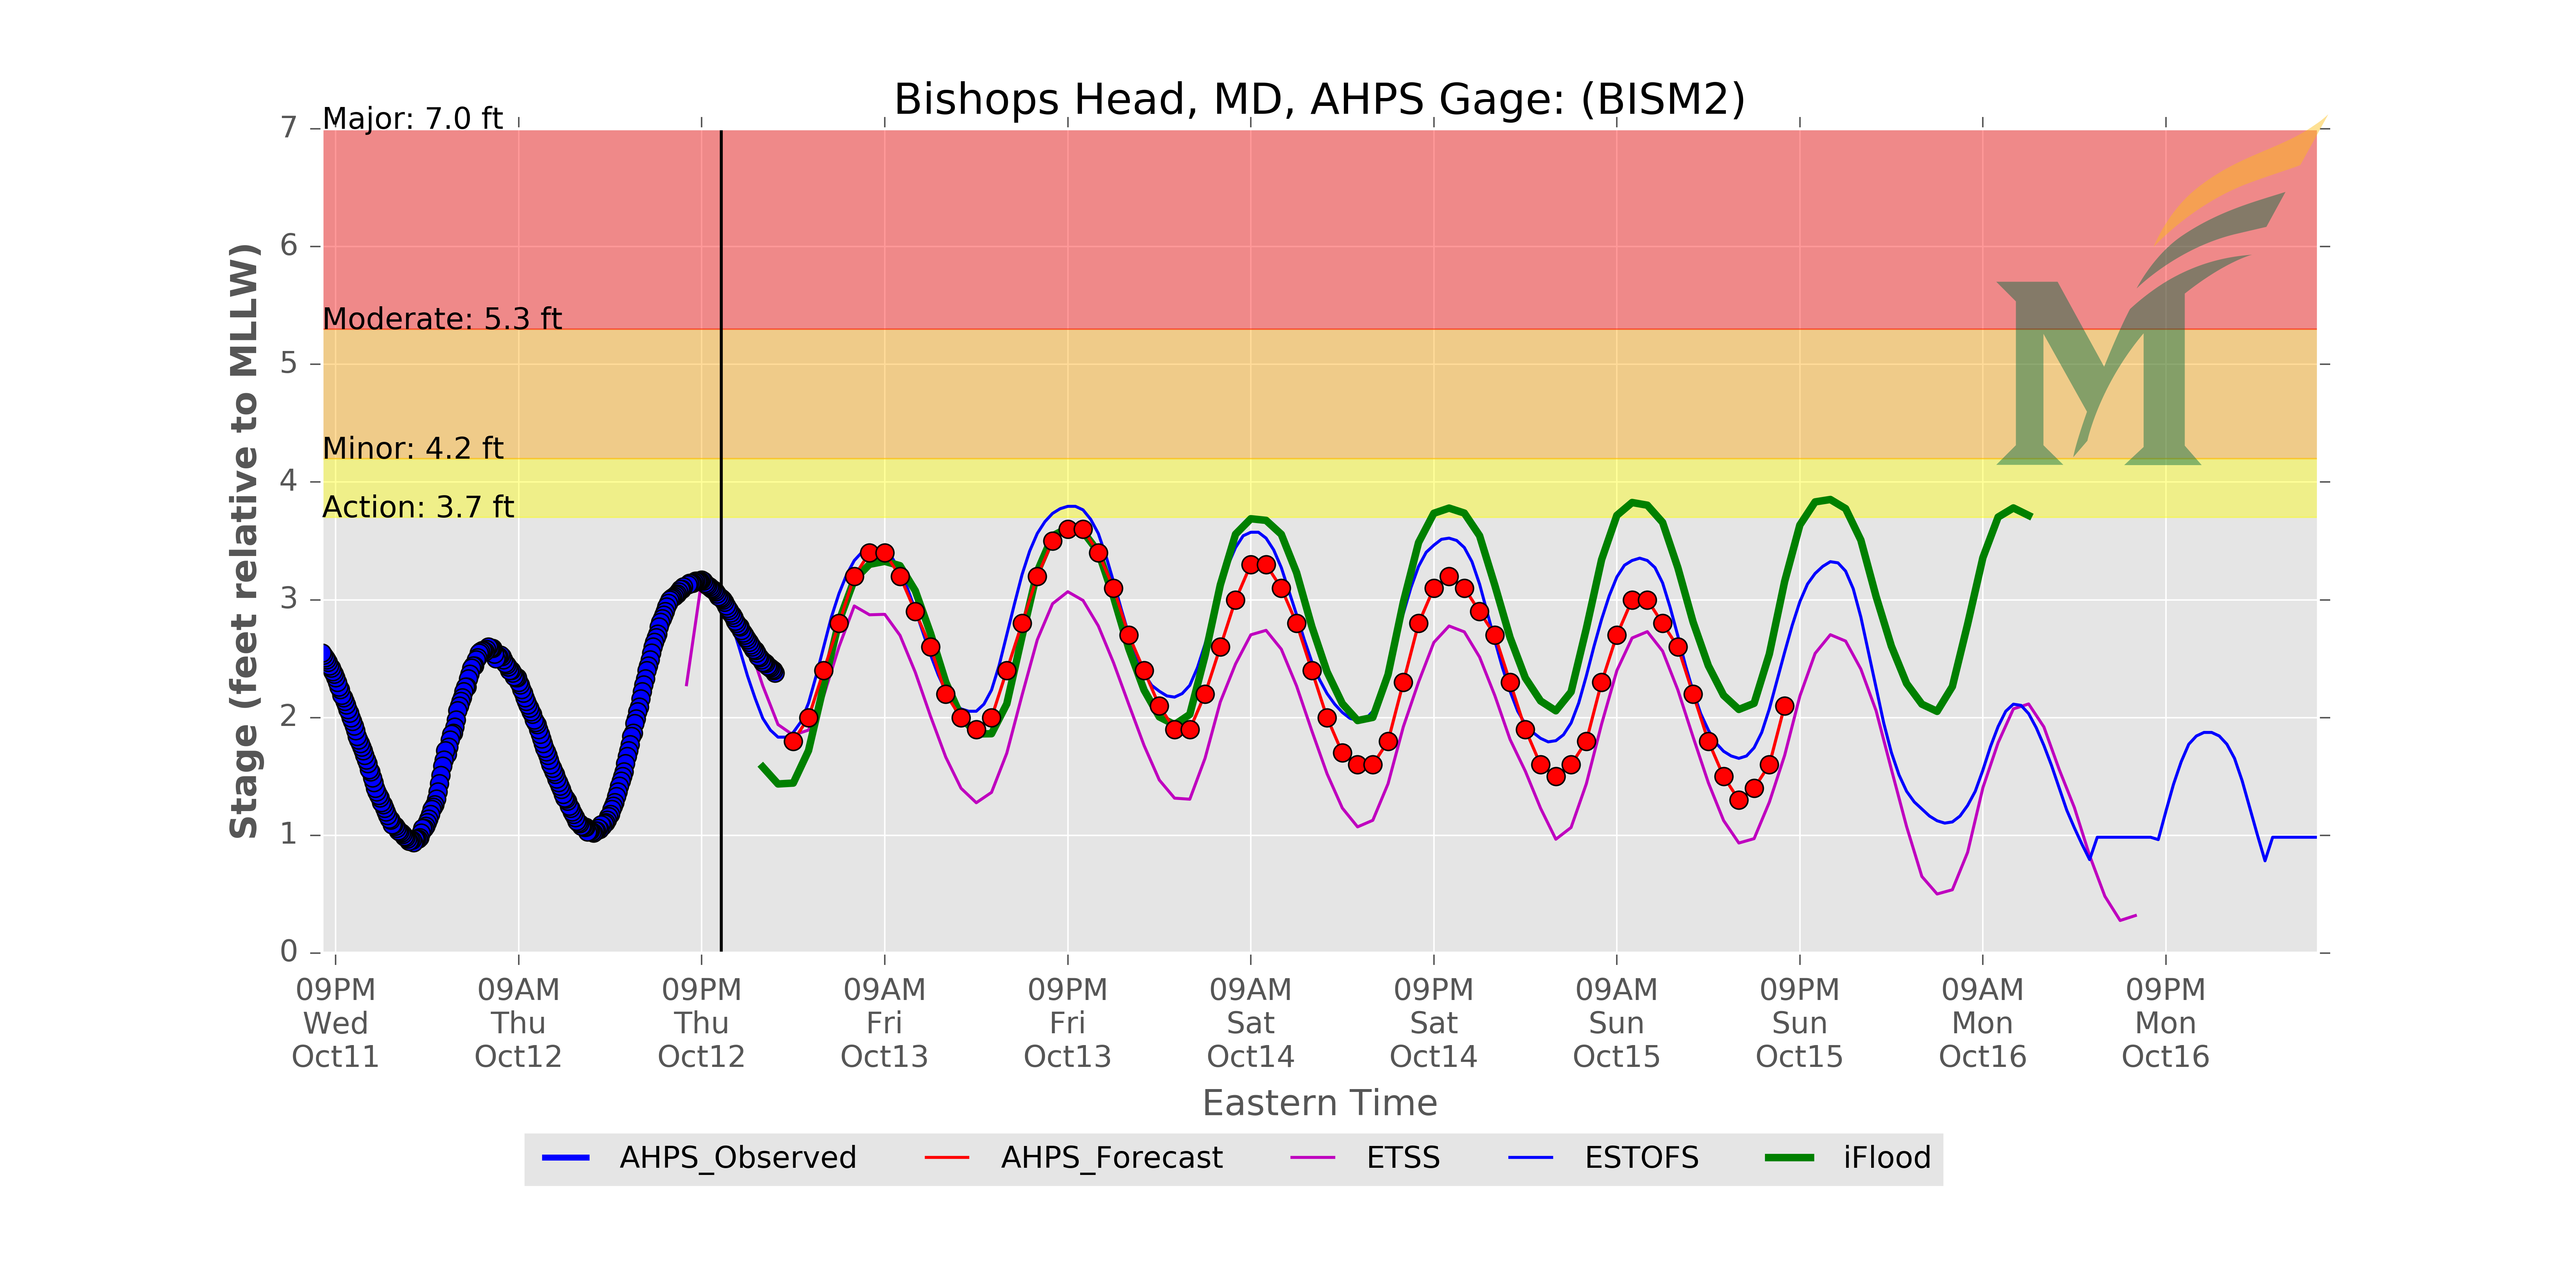 Bishops Head, MD, AHPS Gage: (BISM2)
Major: 7.0 ft
Moderate: 5.3 ft
Minor: 4.2 ft
Action: 3.7 ft
Stage (feet relative to MLLW)
7
6
5
4
3
2
1
0
09PM Wed Oct11
09AM Thu Oct12
09PM Thu Oct12
09AM Fri Oct13
09PM Fri Oct13
09AM Sat Oct14
09PM Sat Oct14
09AM Sun Oct15
09PM Sun Oct15
09AM Mon Oct16
09PM Mon Oct16
Eastern Time
AHPS_Observed AHPS_Forecast ETSS ESTOFS iFlood
M